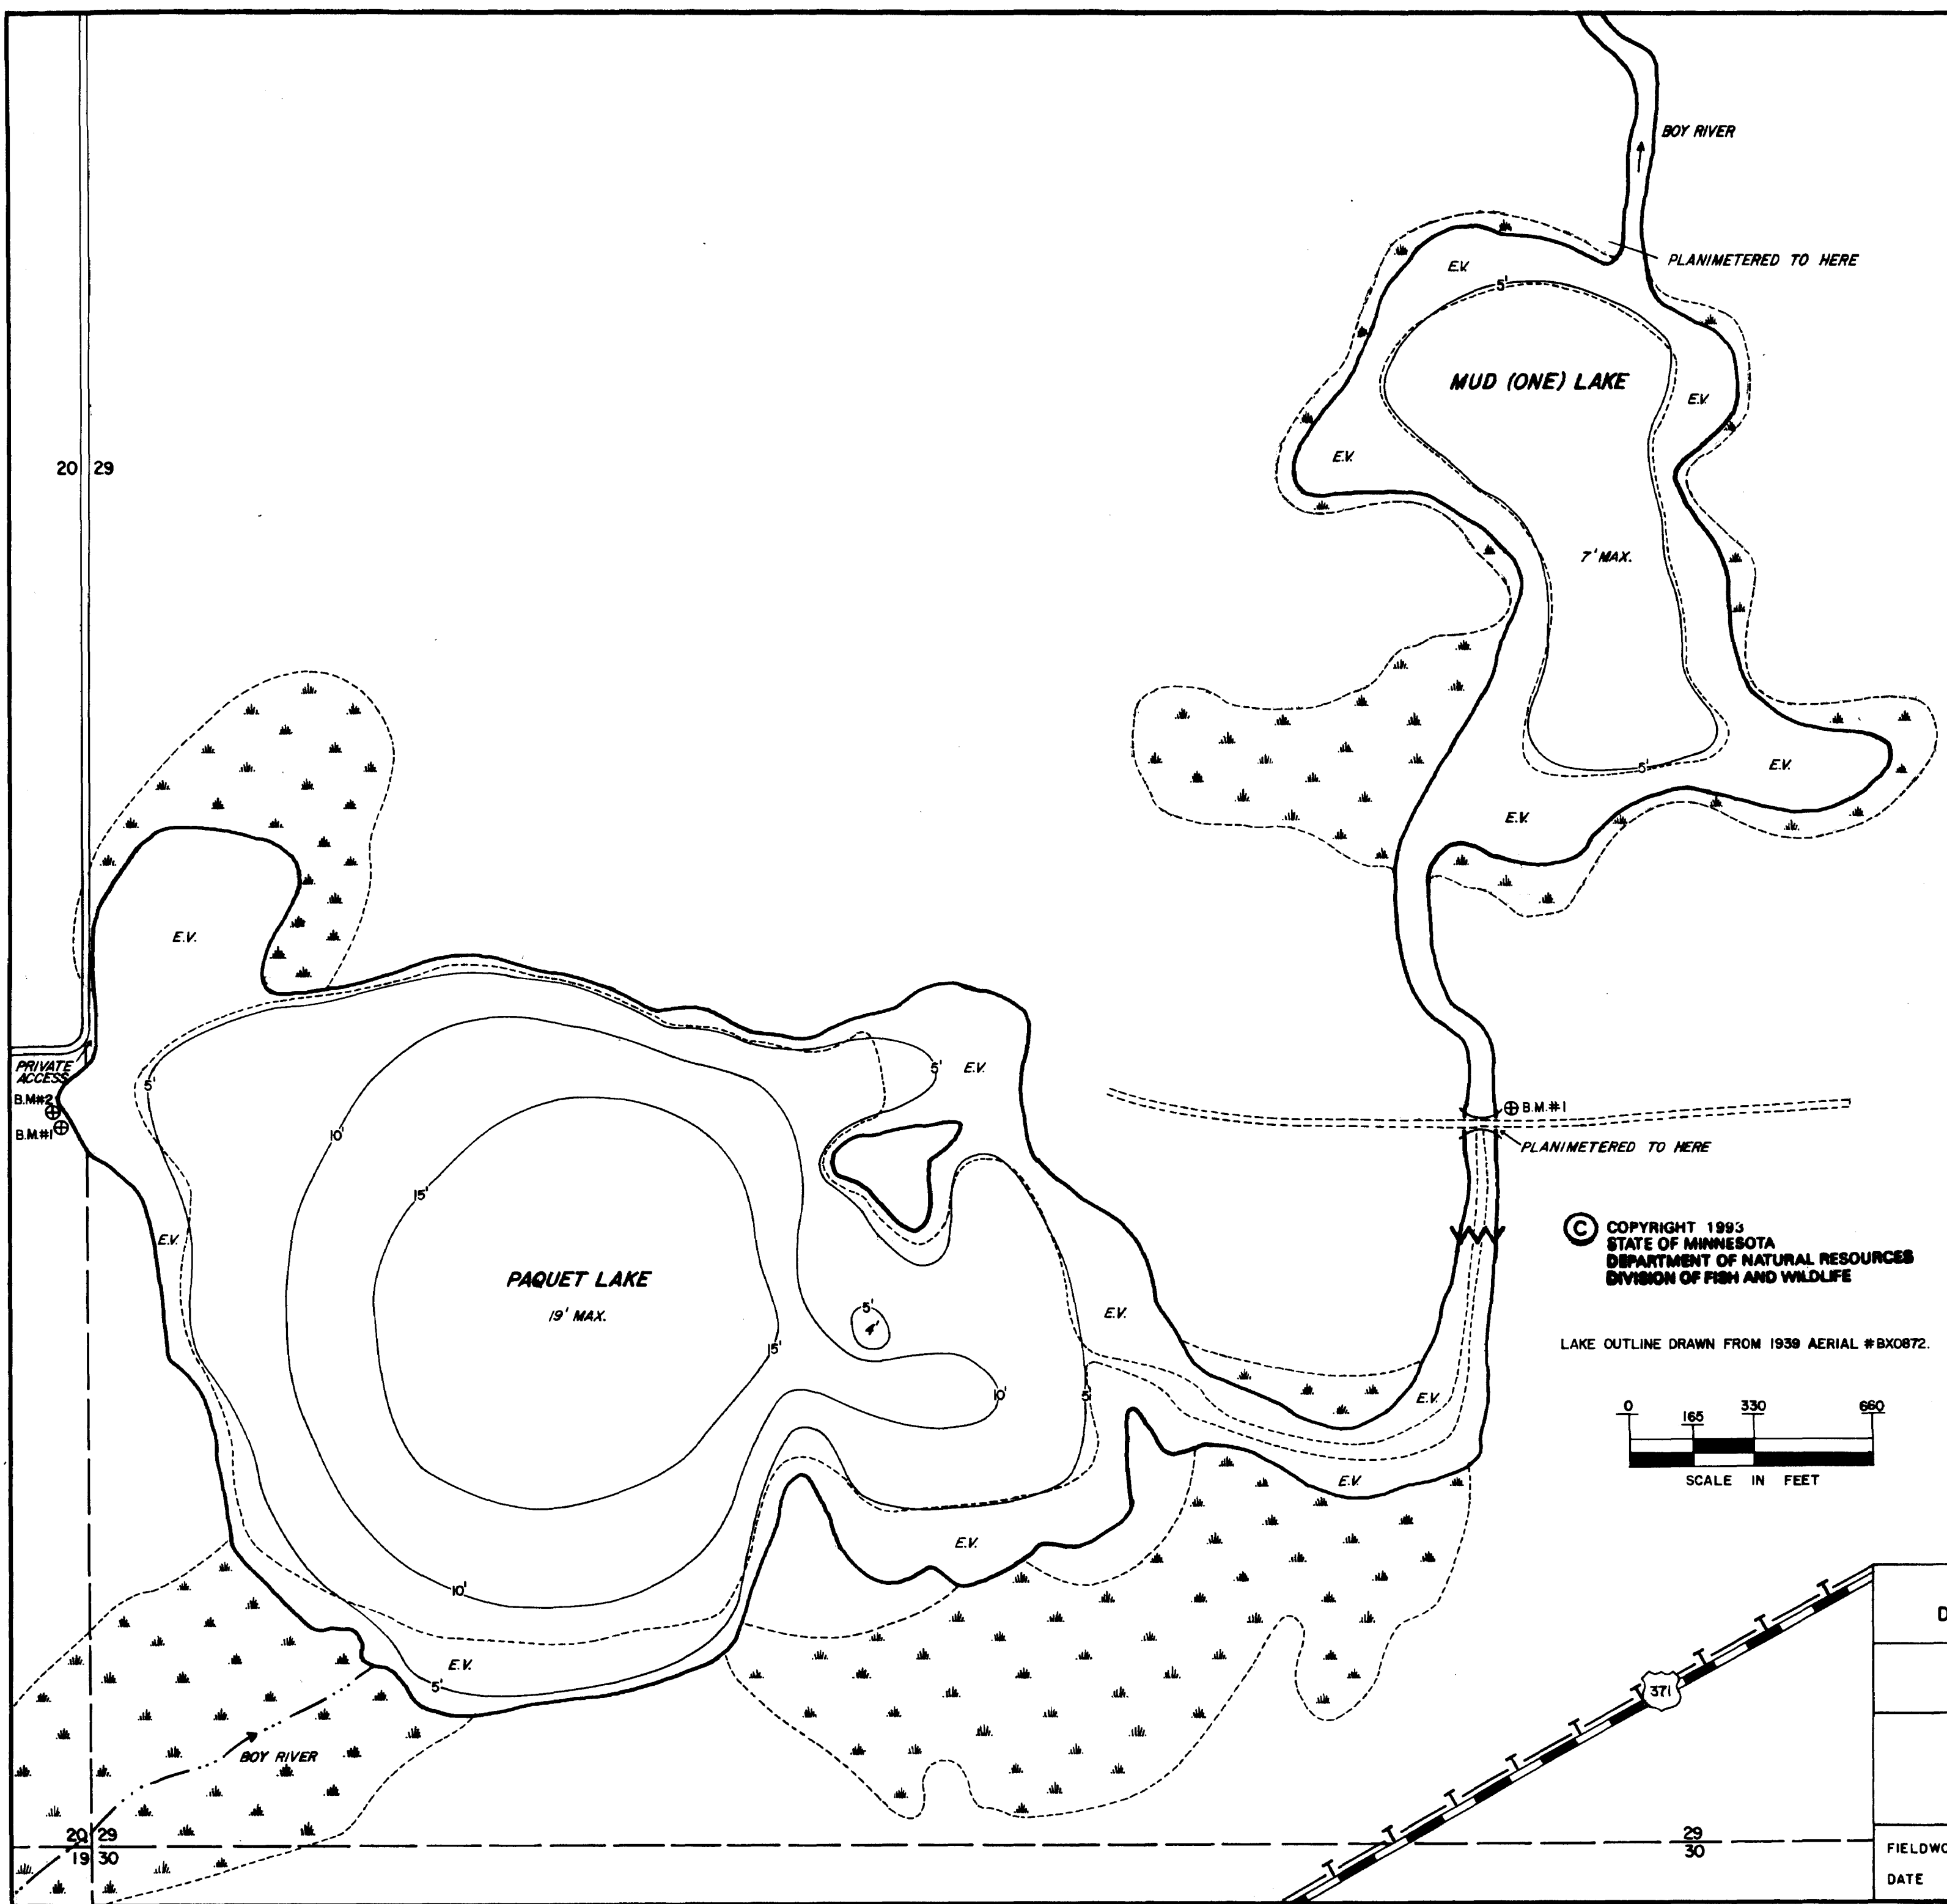 BOY RIVER
PLANIMETERED TO HERE
E.V.
5'
MUD (ONE) LAKE
E.V.
20 29
E.V.
7' MAX.
5'
E.V.
E.V.
E.V.
PRIVATE
ACCESS
5'
5'
E.V.
B.M.#2
B.M.#1
10'
B.M.#1
PLANIMETERED TO HERE
15'
E.V.
© COPYRIGHT 1993
STATE OF MINNESOTA
DEPARTMENT OF NATURAL RESOURCES
DIVISION OF FISH AND WILDLIFE
PAQUET LAKE
19' MAX.
5'
4'
E.V.
15'
LAKE OUTLINE DRAWN FROM 1939 AERIAL #BX0872.
10'
5'
E.V.
0 165 330 660
SCALE IN FEET
E.V.
E.V.
10'
D
E.V.
5'
371
BOY RIVER
20 29
19 30
29
30
FIELDWO
DATE